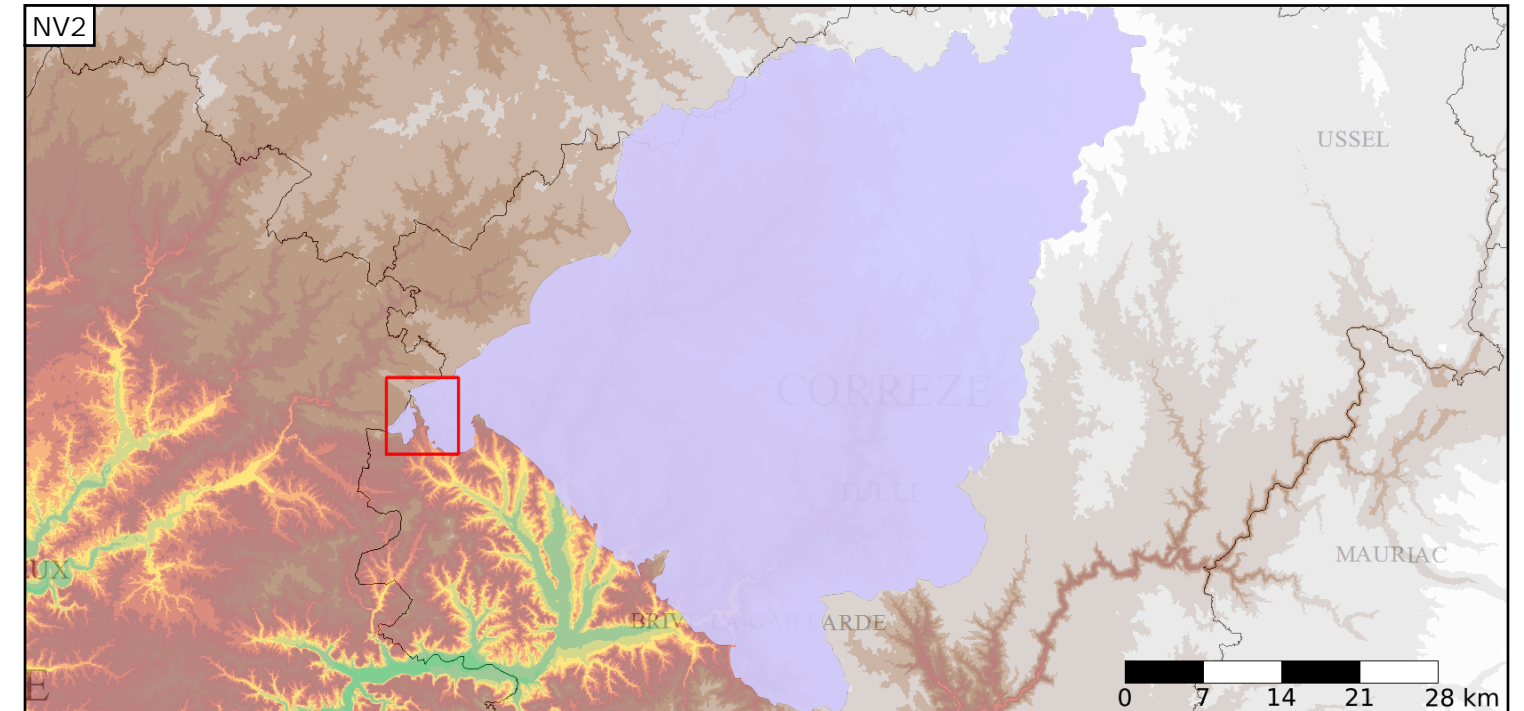 NV2
USSEL
CORREZE
TULLE
UX
MAURIAC
BRIVE-LA-GAILLARDE
E
0 7 14 21 28 km